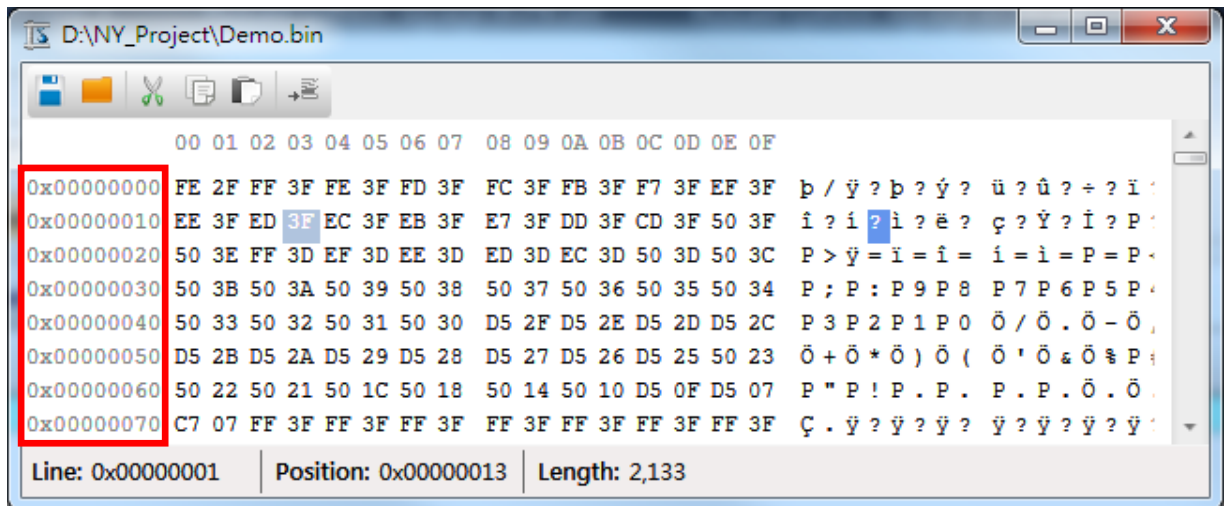 D:\NY_Project\Demo.bin
00 01 02 03 04 05 06 07 08 09 0A 0B 0C 0D 0E 0F
0x00000000 FE 2F FF 3F FE 3F FD 3F FC 3F FB 3F F7 3F EF 3F þ / ÿ ? þ ? ý ? ü ? û ? ÷ ? ï
0x00000010 EE 3F ED 3F EC 3F EB 3F E7 3F DD 3F CD 3F 50 3F î ? í ? ì ? ë ? ç ? Ý ? Í ? P
0x00000020 50 3E FF 3D EF 3D EE 3D ED 3D EC 3D 50 3D 50 3C P > ÿ = ï = î = í = ì = P = P <
0x00000030 50 3B 50 3A 50 39 50 38 50 37 50 36 50 35 50 34 P ; P : P 9 P 8 P 7 P 6 P 5 P
0x00000040 50 33 50 32 50 31 50 30 D5 2F D5 2E D5 2D D5 2C P 3 P 2 P 1 P 0 Õ / Õ . Õ - Õ ,
0x00000050 D5 2B D5 2A D5 29 D5 28 D5 27 D5 26 D5 25 50 23 Õ + Õ * Õ ) Õ ( Õ ' Õ & Õ % P #
0x00000060 50 22 50 21 50 1C 50 18 50 14 50 10 D5 0F D5 07 P " P ! P . P . P . P . Õ . Õ
0x00000070 C7 07 FF 3F FF 3F FF 3F FF 3F FF 3F FF 3F FF 3F Ç . ÿ ? ÿ ? ÿ ? ÿ ? ÿ ? ÿ ? ÿ
Line: 0x00000001 Position: 0x00000013 Length: 2,133